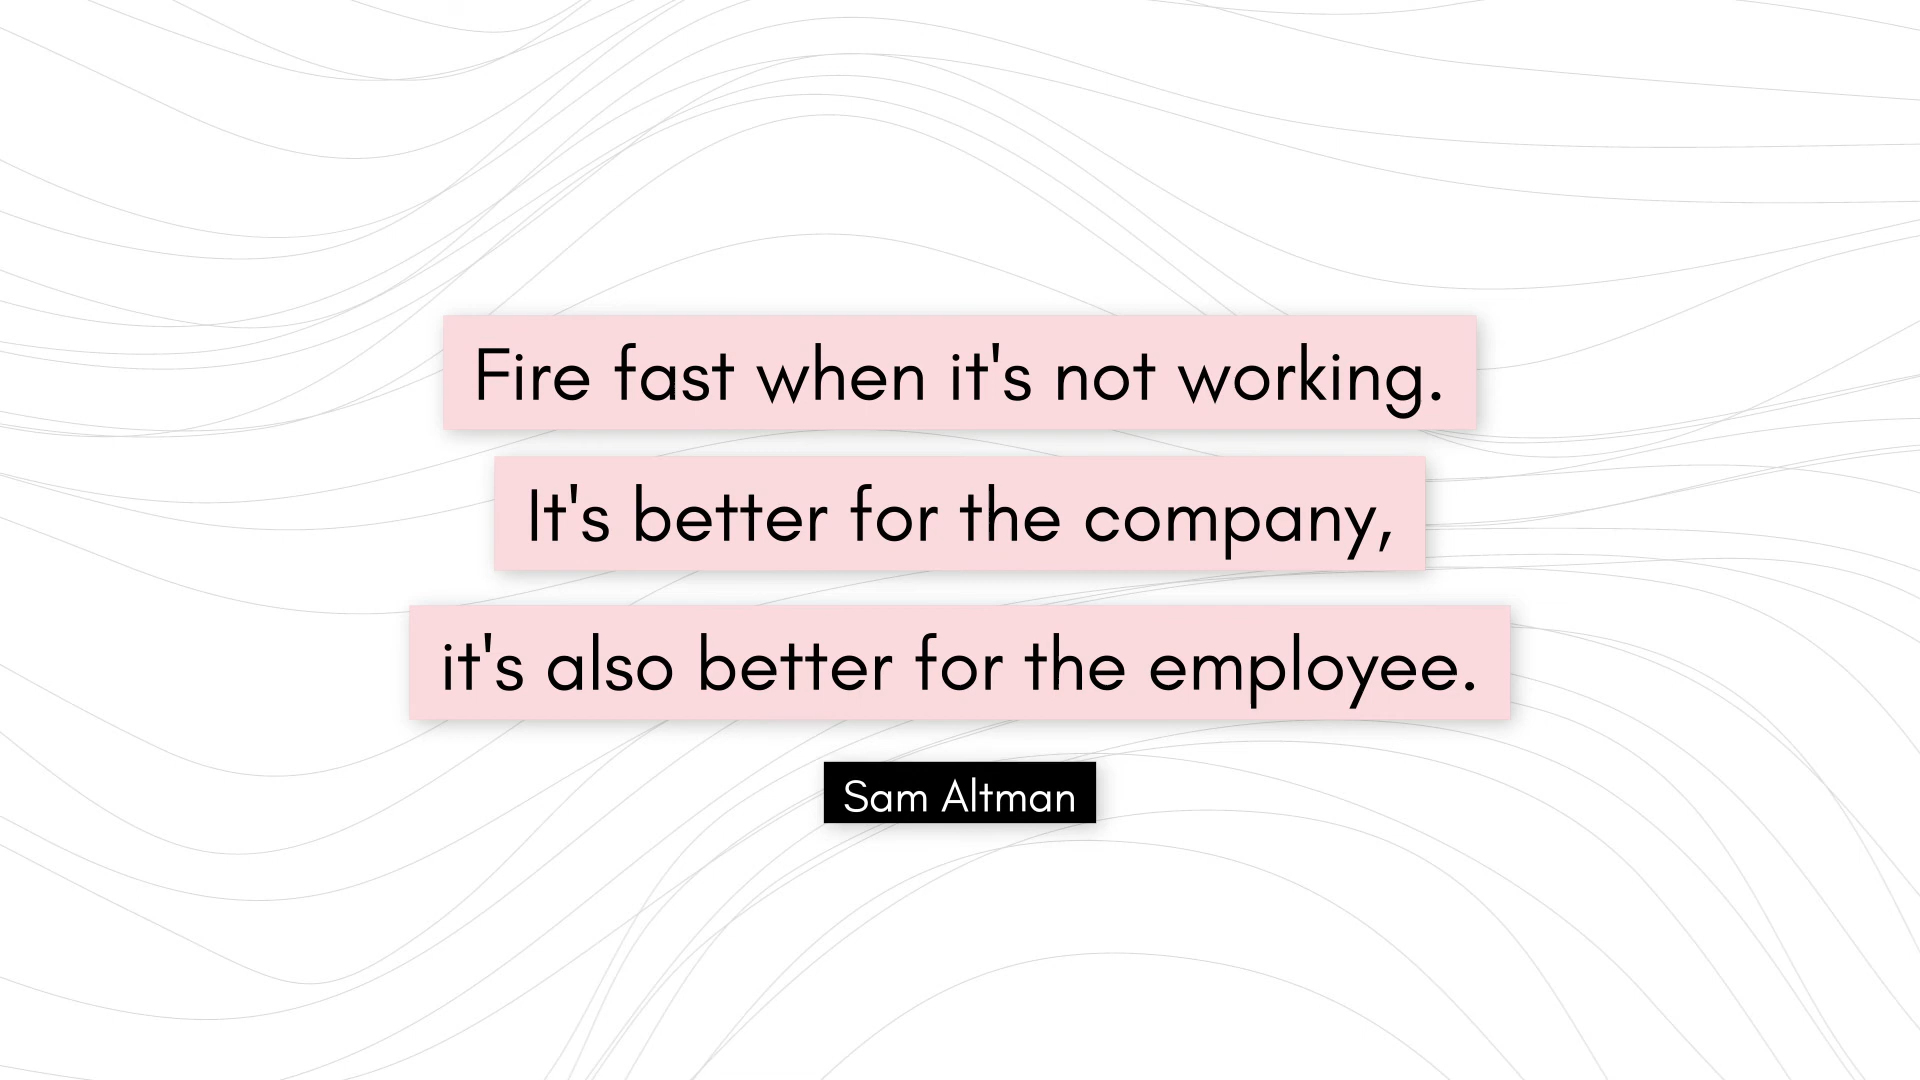 Fire fast when it's not working.
It's better for the company,
it's also better for the employee.
Sam Altman